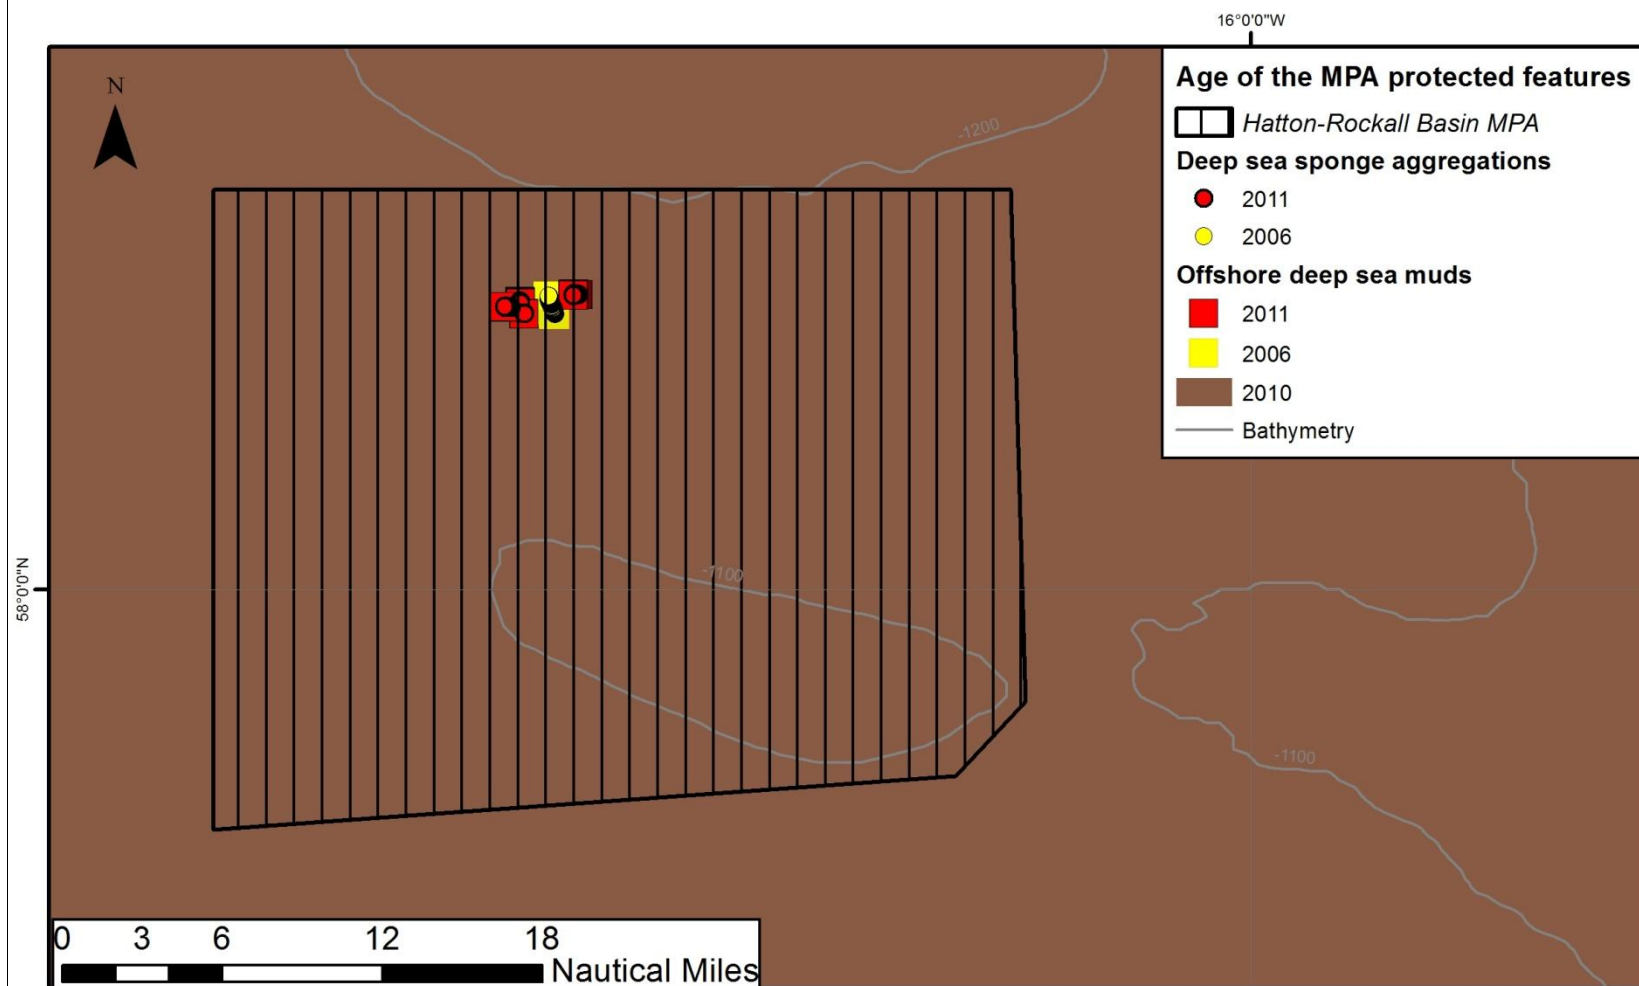 16°0'0"W
N
Age of the MPA protected features
Hatton-Rockall Basin MPA
Deep sea sponge aggregations
2011
2006
Offshore deep sea muds
2011
2006
2010
Bathymetry
-1200
58°0'0"N
-1100
-1100
0 3 6 12 18
Nautical Miles